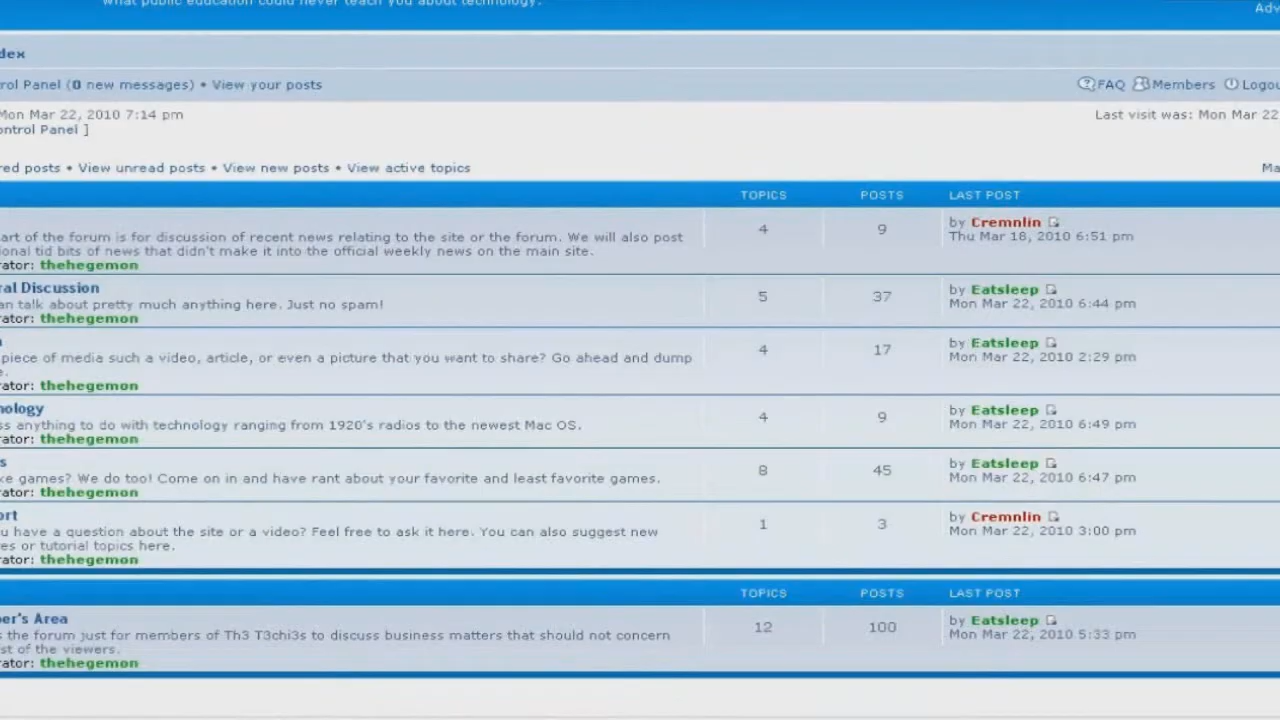 What public education could never teach you about technology.
Adv
dex
rol Panel (0 new messages) • View your posts
FAQ Members Logou
Mon Mar 22, 2010 7:14 pm
Last visit was: Mon Mar 22
ontrol Panel ]
red posts • View unread posts • View new posts • View active topics
Ma
TOPICS POSTS LAST POST
art of the forum is for discussion of recent news relating to the site or the forum. We will also post
ional tid bits of news that didn't make it into the official weekly news on the main site.
rator: thehegemon
4 9
by Cremnlin
Thu Mar 18, 2010 6:51 pm
ral Discussion
an talk about pretty much anything here. Just no spam!
rator: thehegemon
5 37
by Eatsleep
Mon Mar 22, 2010 6:44 pm
piece of media such a video, article, or even a picture that you want to share? Go ahead and dump
e.
rator: thehegemon
4 17
by Eatsleep
Mon Mar 22, 2010 2:29 pm
nology
ss anything to do with technology ranging from 1920's radios to the newest Mac OS.
rator: thehegemon
4 9
by Eatsleep
Mon Mar 22, 2010 6:49 pm
s
ke games? We do too! Come on in and have rant about your favorite and least favorite games.
rator: thehegemon
8 45
by Eatsleep
Mon Mar 22, 2010 6:47 pm
ort
u have a question about the site or a video? Feel free to ask it here. You can also suggest new
es or tutorial topics here.
rator: thehegemon
1 3
by Cremnlin
Mon Mar 22, 2010 3:00 pm
TOPICS POSTS LAST POST
ber's Area
s the forum just for members of Th3 T3chi3s to discuss business matters that should not concern
st of the viewers.
rator: thehegemon
12 100
by Eatsleep
Mon Mar 22, 2010 5:33 pm